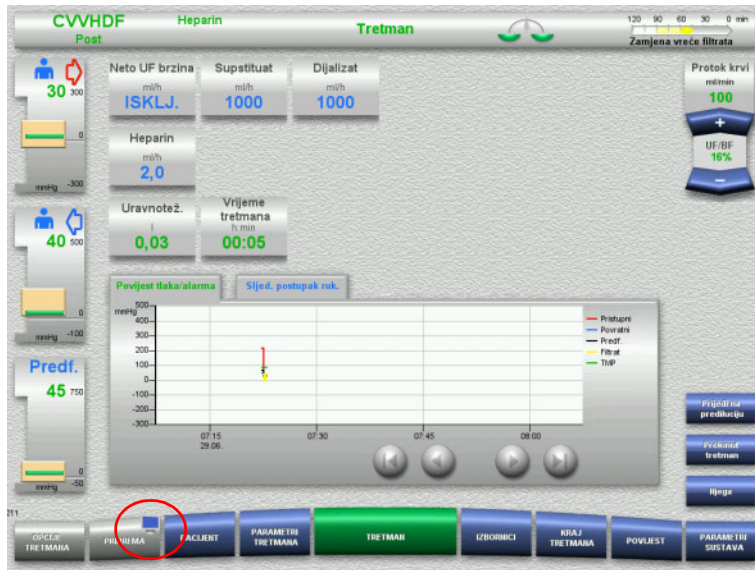 CVVHDF
Post
Heparin
Tretman
120 90 60 30 0 min
Zamjena vreće filtrata
30
300
0
mmHg -300
Neto UF brzina
ml/h
ISKLJ.
Supstituat
ml/h
1000
Dijalizat
ml/h
1000
Heparin
ml/h
2,0
Uravnotež.
l
0,03
Vrijeme
tretmana
h:min
00:05
Protok krvi
ml/min
100
+
UF/BF
16%
−
40
500
0
mmHg -100
Predf.
45
750
0
mmHg -50
Povijest tlaka/alarma
Sljed. postupak ruk.
mmHg
500
400
300
200
100
0
-100
-200
-300
07:15
29.06.
07:30
07:45
08:00
Pristupni
Povratni
Predf.
Filtrat
TMP
Prijeđi na
predilucju
Prekinut
tretman
Njega
211
OPCIJE
TRETMANA
PRIPREMA
PACIJENT
PARAMETRI
TRETMANA
TRETMAN
IZBORNICI
KRAJ
TRETMANA
POVIJEST
PARAMETRI
SUSTAVA